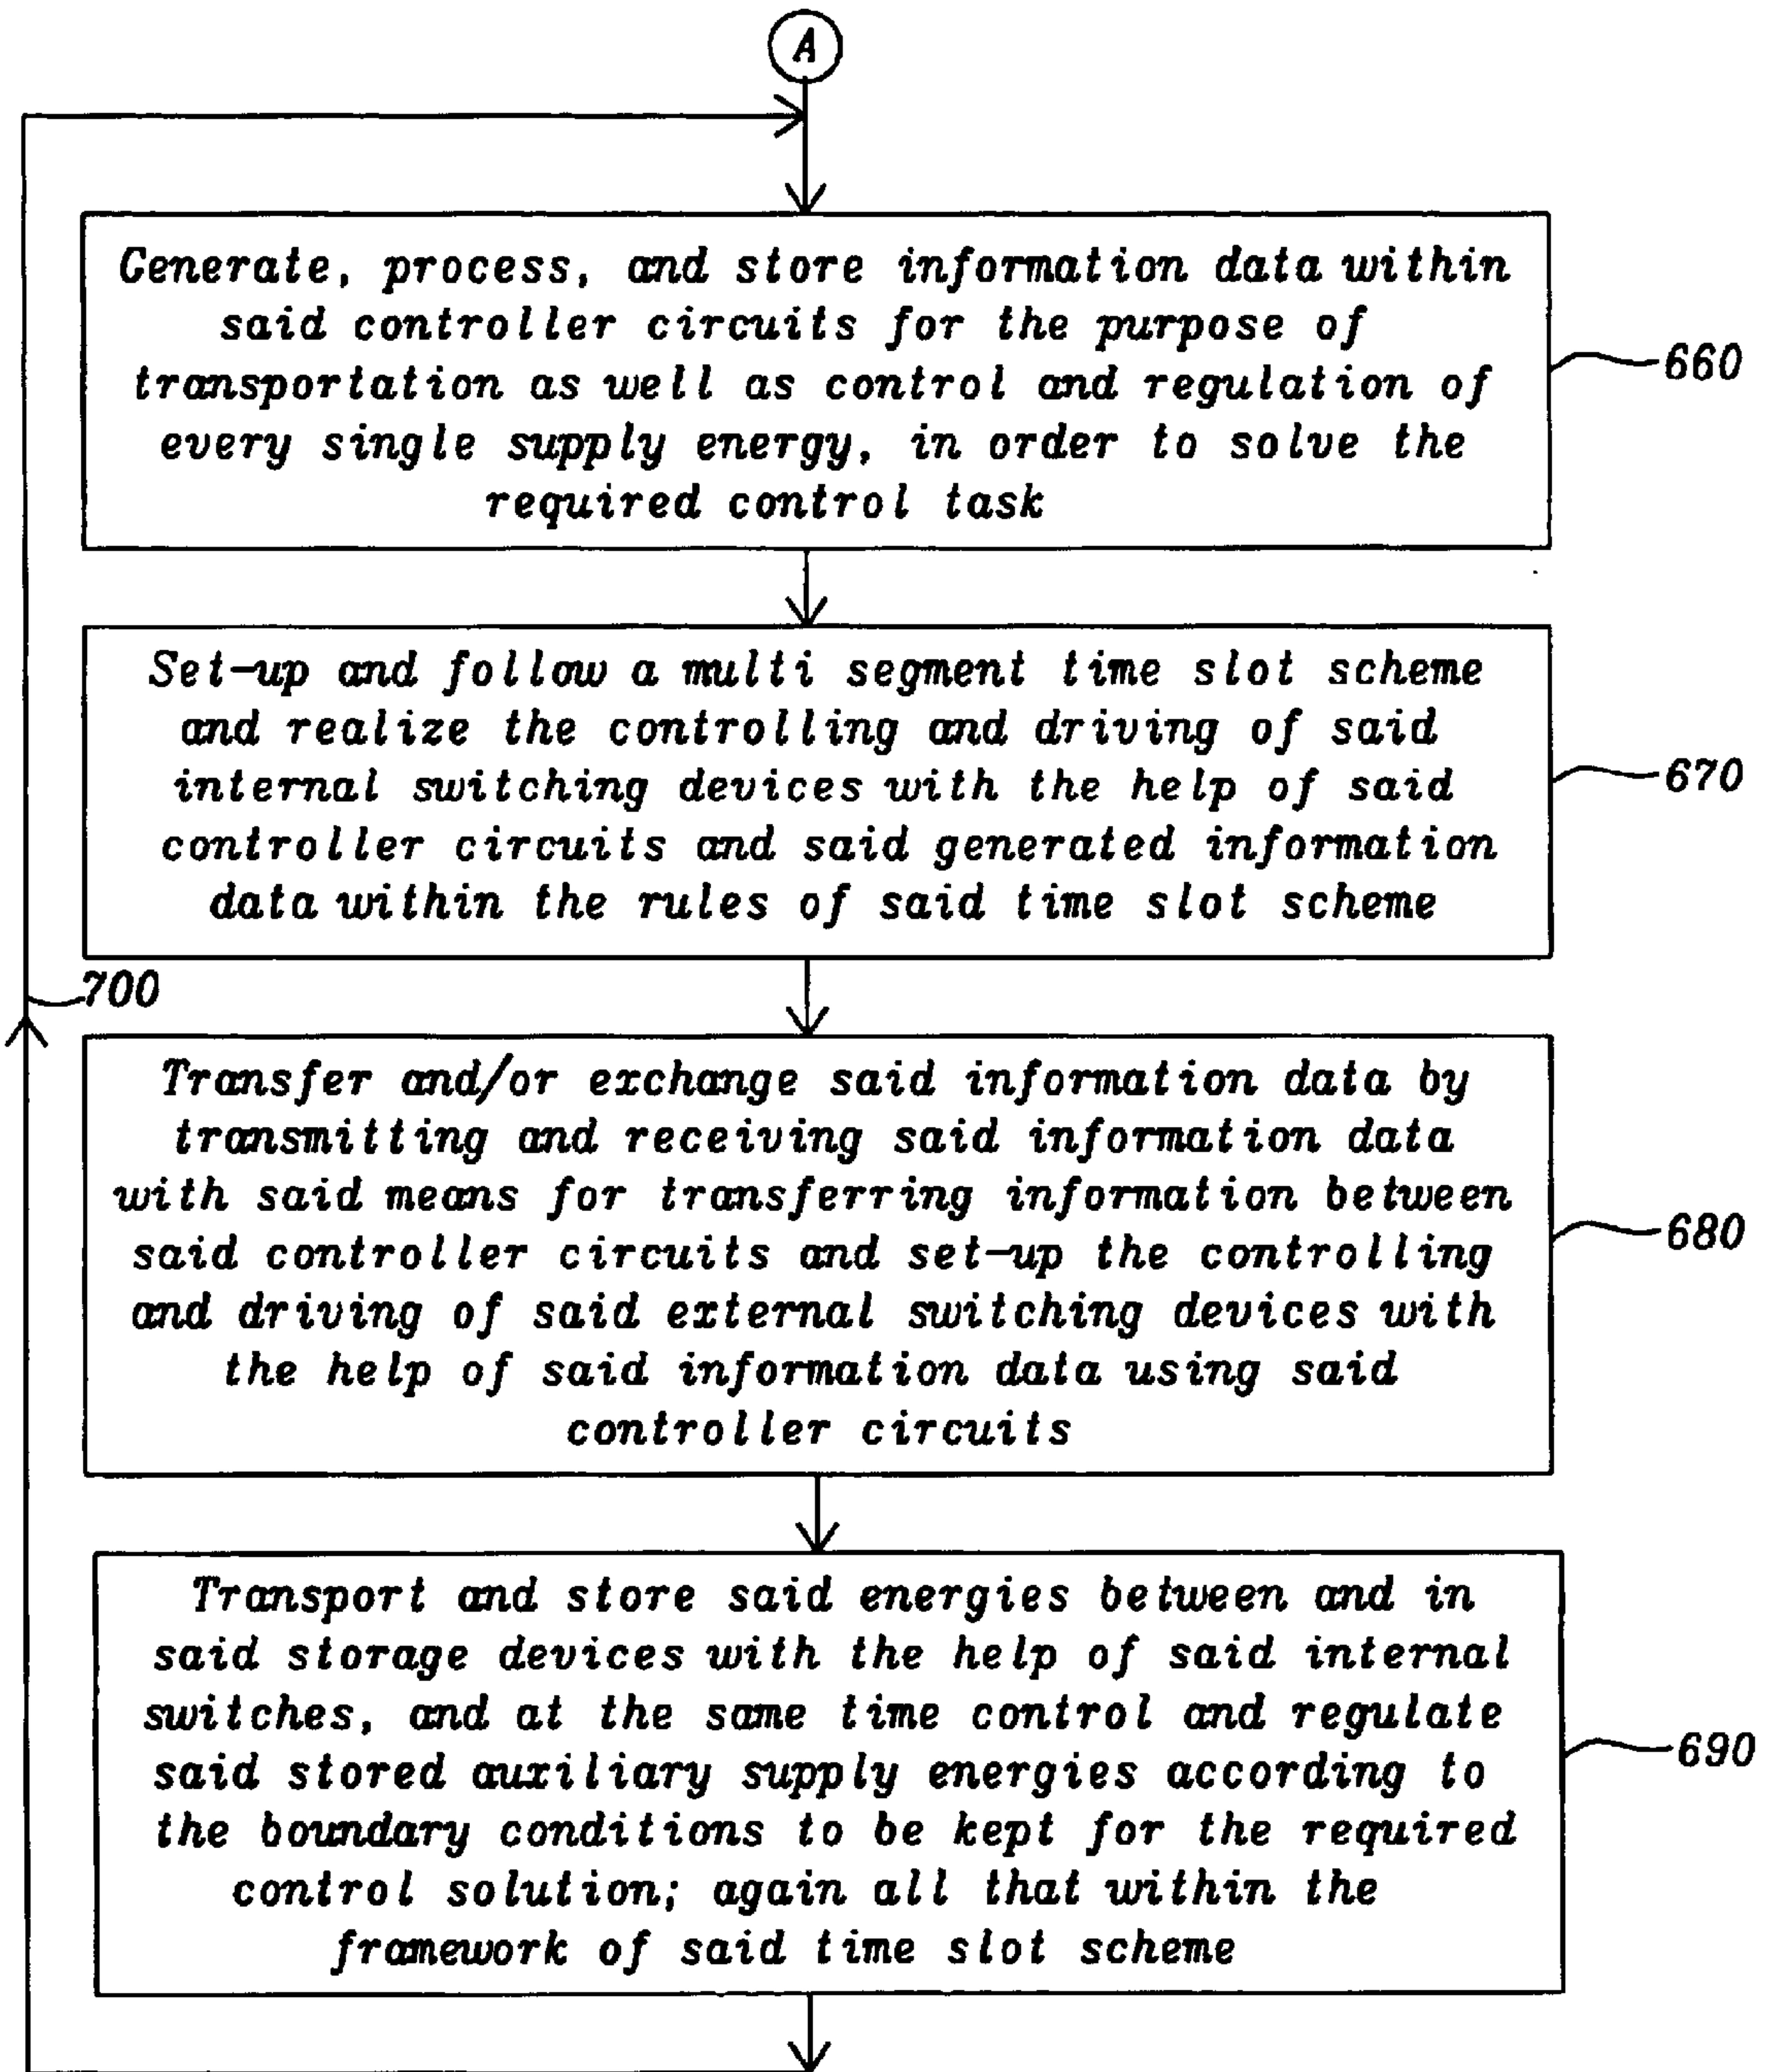 A
Generate, process, and store information data within
said controller circuits for the purpose of
transportation as well as control and regulation of
every single supply energy, in order to solve the
required control task
660
Set-up and follow a multi segment time slot scheme
and realize the controlling and driving of said
internal switching devices with the help of said
controller circuits and said generated information
data within the rules of said time slot scheme
670
700
Transfer and/or exchange said information data by
transmitting and receiving said information data
with said means for transferring information between
said controller circuits and set-up the controlling
and driving of said external switching devices with
the help of said information data using said
controller circuits
680
Transport and store said energies between and in
said storage devices with the help of said internal
switches, and at the same time control and regulate
said stored auxiliary supply energies according to
the boundary conditions to be kept for the required
control solution; again all that within the
framework of said time slot scheme
690